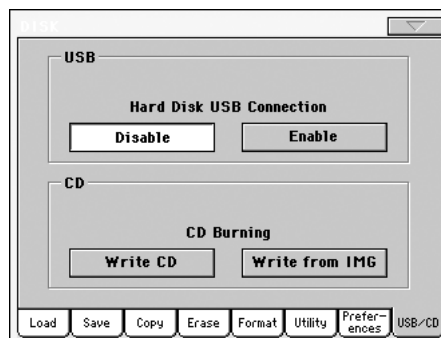 DISK
USB
Hard Disk USB Connection
Disable Enable
CD
CD Burning
Write CD Write from IMG
Load Save Copy Erase Format Utility Prefer-
ences USB/CD